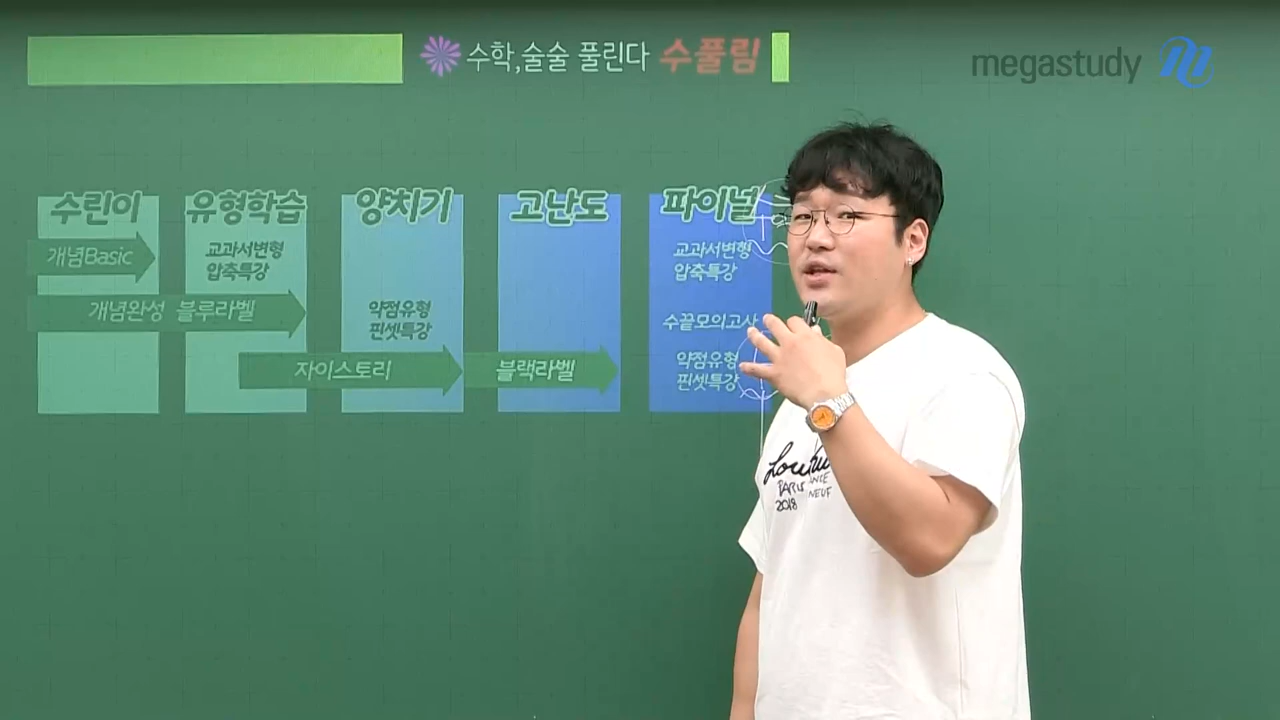 수학,술술 풀린다 수풀림
megastudy
수린이
유형학습
양치기
고난도
파이널
개념Basic
교과서변형
압축특강
교과서변형
압축특강
개념완성 블루라벨
약점유형
핀셋특강
수끝모의고사
자이스토리
블랙라벨
약점유형
핀셋특강
PARIS
2018
NEUF